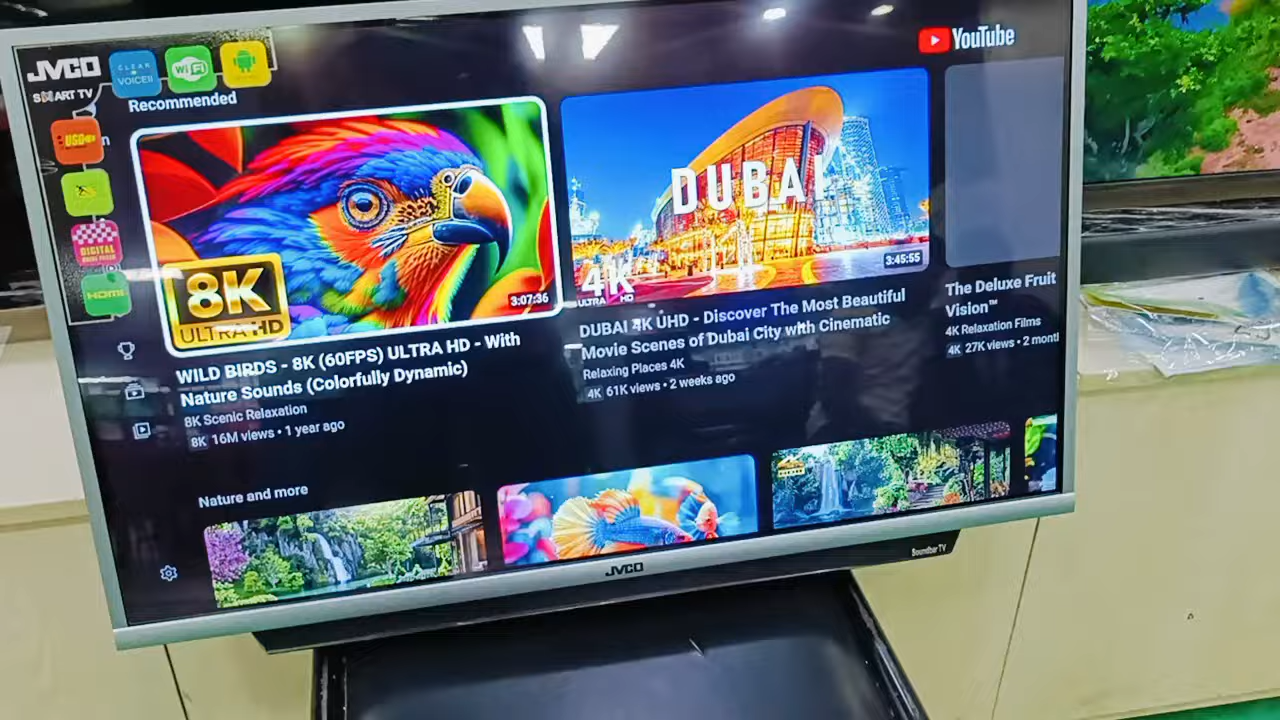 JVCO
SMART TV
CLEAR
VOICEII
WiFi
Recommended
YouTube
USB
DIGITAL
HDMI
8K
ULTRA HD
3:07:36
DUBAI
4K
ULTRA HD
3:45:55
WILD BIRDS - 8K (60FPS) ULTRA HD - With
Nature Sounds (Colorfully Dynamic)
8K Scenic Relaxation
8K 16M views • 1 year ago
DUBAI 4K UHD - Discover The Most Beautiful
Movie Scenes of Dubai City with Cinematic
Relaxing Places 4K
4K 61K views • 2 weeks ago
The Deluxe Fruit
Vision™
4K Relaxation Films
4K 27K views • 2 mont
Nature and more
JVCO
Soundbar TV